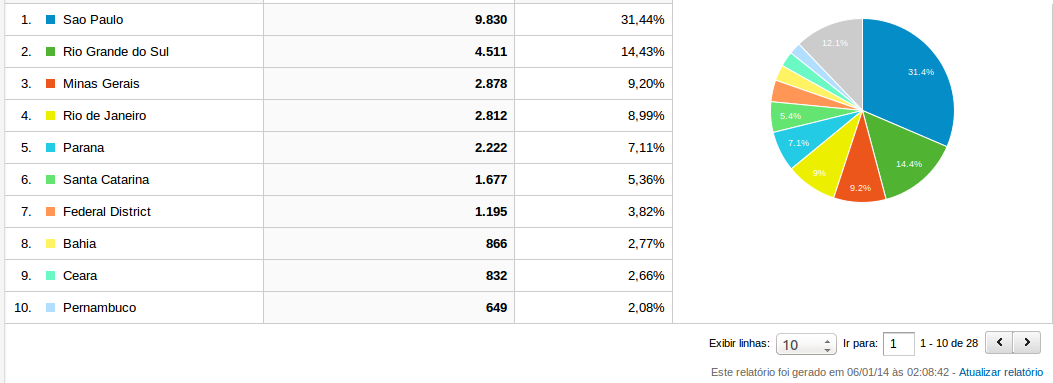 1. Sao Paulo 9.830 31,44%
2. Rio Grande do Sul 4.511 14,43%
3. Minas Gerais 2.878 9,20%
4. Rio de Janeiro 2.812 8,99%
5. Parana 2.222 7,11%
6. Santa Catarina 1.677 5,36%
7. Federal District 1.195 3,82%
8. Bahia 866 2,77%
9. Ceara 832 2,66%
10. Pernambuco 649 2,08%
12.1%
31.4%
5.4%
7.1%
14.4%
9%
9.2%
Exibir linhas: 10 Ir para: 1 1 - 10 de 28
Este relatório foi gerado em 06/01/14 às 02:08:42 - Atualizar relatório